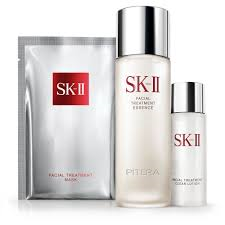 SK-II
FACIAL TREATMENT
MASK
SK-II
FACIAL
TREATMENT
ESSENCE
PITERA
SK-II
FACIAL TREATMENT
CLEAR LOTION